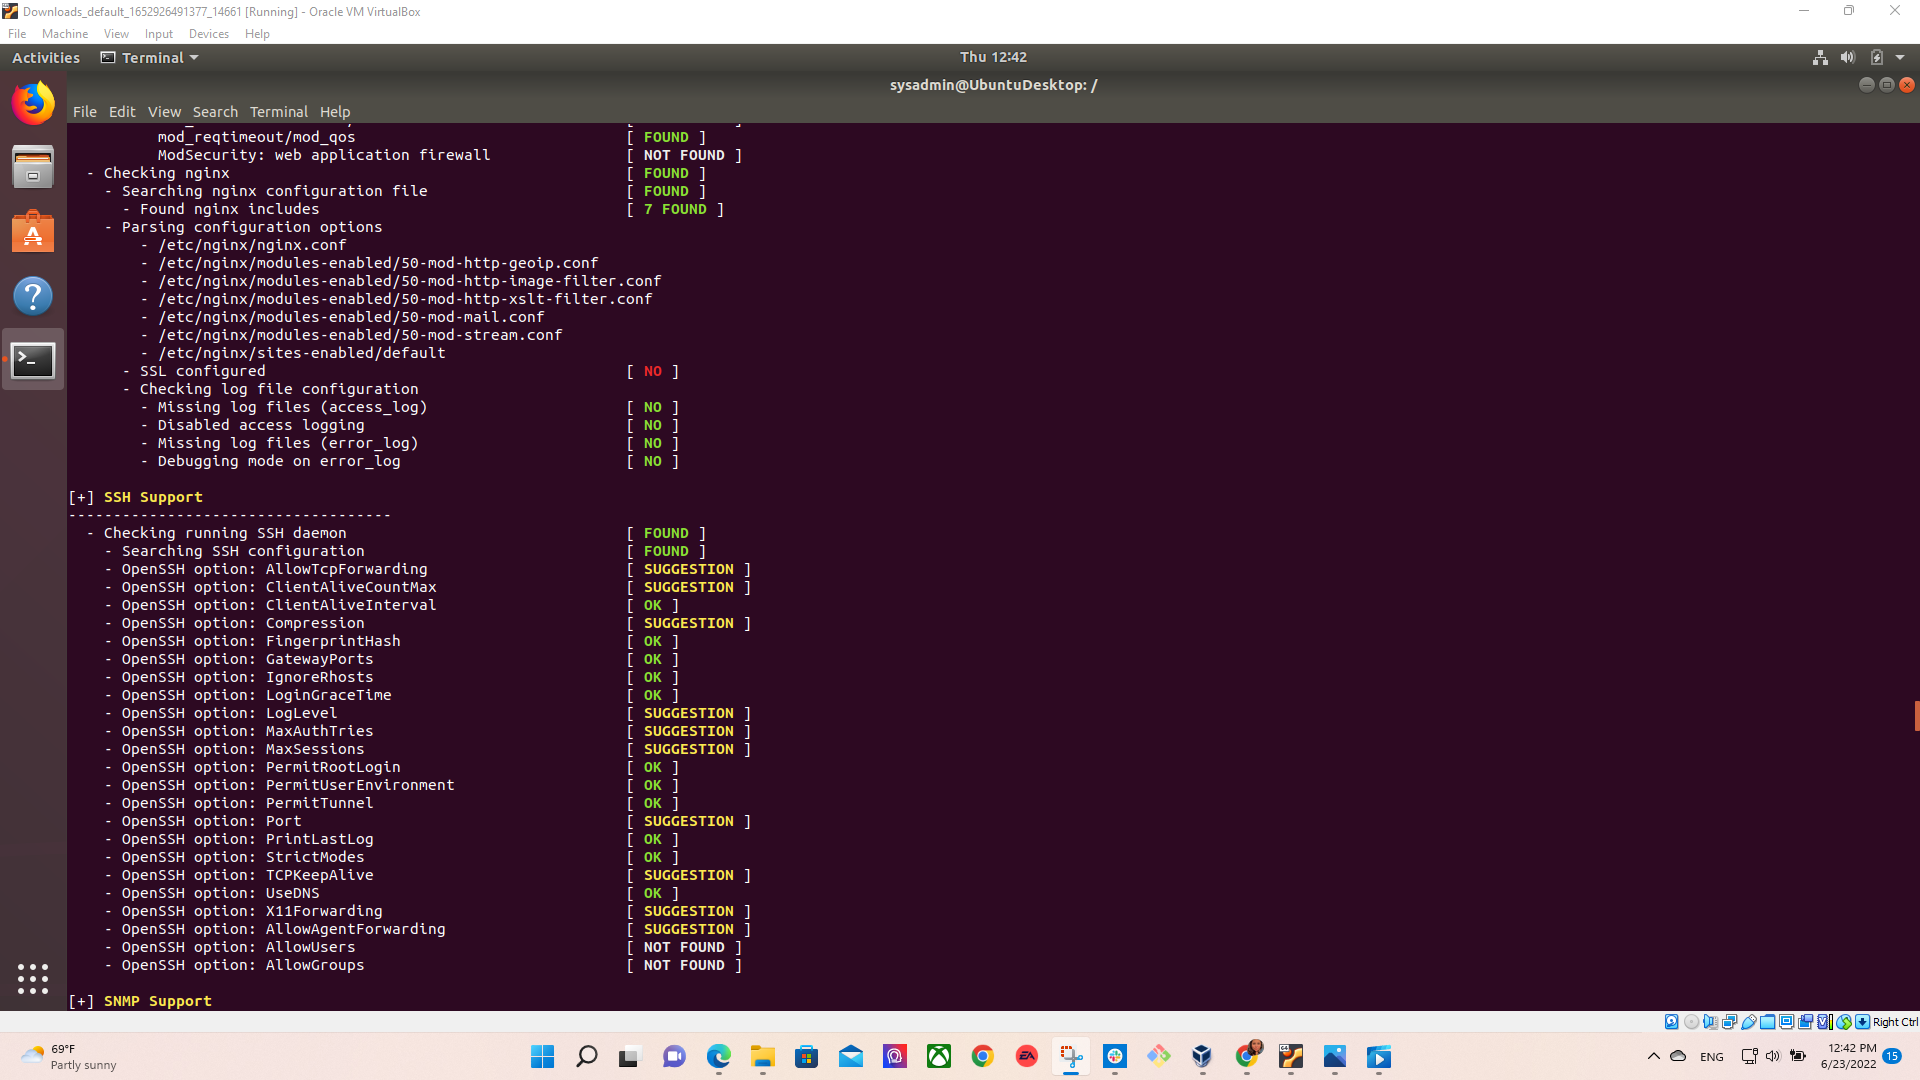 Downloads_default_1652926491377_14661 [Running] - Oracle VM VirtualBox
File Machine View Input Devices Help
Activities Terminal Thu 12:42
sysadmin@UbuntuDesktop: /
File Edit View Search Terminal Help
mod_reqtimeout/mod_qos [ FOUND ]
ModSecurity: web application firewall [ NOT FOUND ]
- Checking nginx [ FOUND ]
- Searching nginx configuration file [ FOUND ]
- Found nginx includes [ 7 FOUND ]
- Parsing configuration options
- /etc/nginx/nginx.conf
- /etc/nginx/modules-enabled/50-mod-http-geoip.conf
- /etc/nginx/modules-enabled/50-mod-http-image-filter.conf
- /etc/nginx/modules-enabled/50-mod-http-xslt-filter.conf
- /etc/nginx/modules-enabled/50-mod-mail.conf
- /etc/nginx/modules-enabled/50-mod-stream.conf
- /etc/nginx/sites-enabled/default
- SSL configured [ NO ]
- Checking log file configuration
- Missing log files (access_log) [ NO ]
- Disabled access logging [ NO ]
- Missing log files (error_log) [ NO ]
- Debugging mode on error_log [ NO ]
[+] SSH Support
------------------------------------
- Checking running SSH daemon [ FOUND ]
- Searching SSH configuration [ FOUND ]
- OpenSSH option: AllowTcpForwarding [ SUGGESTION ]
- OpenSSH option: ClientAliveCountMax [ SUGGESTION ]
- OpenSSH option: ClientAliveInterval [ OK ]
- OpenSSH option: Compression [ SUGGESTION ]
- OpenSSH option: FingerprintHash [ OK ]
- OpenSSH option: GatewayPorts [ OK ]
- OpenSSH option: IgnoreRhosts [ OK ]
- OpenSSH option: LoginGraceTime [ OK ]
- OpenSSH option: LogLevel [ SUGGESTION ]
- OpenSSH option: MaxAuthTries [ SUGGESTION ]
- OpenSSH option: MaxSessions [ SUGGESTION ]
- OpenSSH option: PermitRootLogin [ OK ]
- OpenSSH option: PermitUserEnvironment [ OK ]
- OpenSSH option: PermitTunnel [ OK ]
- OpenSSH option: Port [ SUGGESTION ]
- OpenSSH option: PrintLastLog [ OK ]
- OpenSSH option: StrictModes [ OK ]
- OpenSSH option: TCPKeepAlive [ SUGGESTION ]
- OpenSSH option: UseDNS [ OK ]
- OpenSSH option: X11Forwarding [ SUGGESTION ]
- OpenSSH option: AllowAgentForwarding [ SUGGESTION ]
- OpenSSH option: AllowUsers [ NOT FOUND ]
- OpenSSH option: AllowGroups [ NOT FOUND ]
[+] SNMP Support
Right Ctrl
69°F
Partly sunny
EA
ENG
12:42 PM
6/23/2022
15